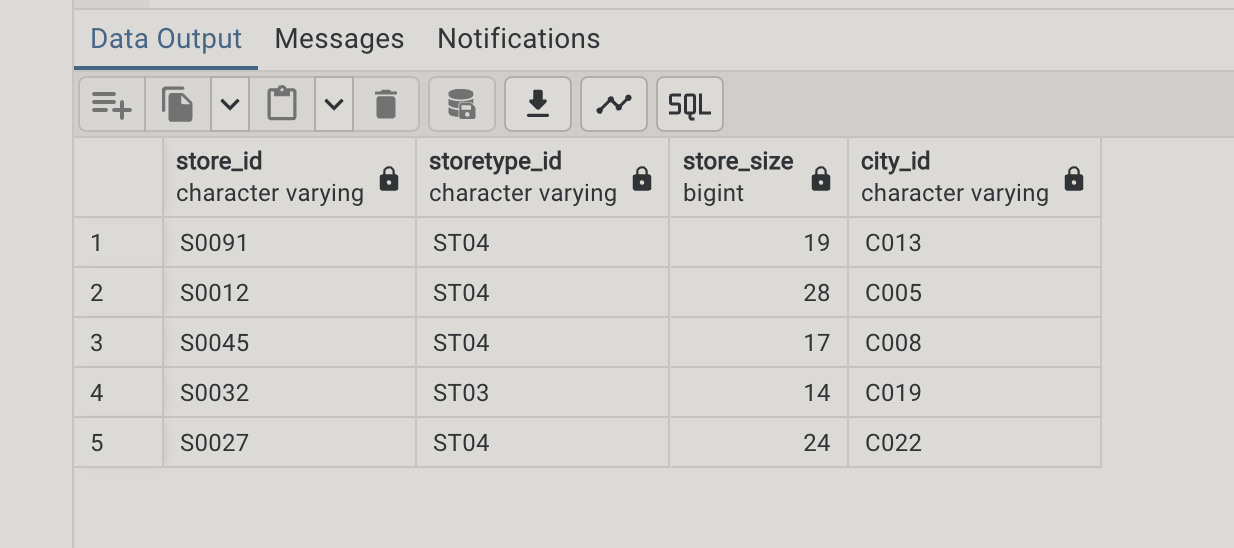 Data Output Messages Notifications
SQL
store_id storetype_id store_size city_id
character varying character varying bigint character varying
1 S0091 ST04 19 C013
2 S0012 ST04 28 C005
3 S0045 ST04 17 C008
4 S0032 ST03 14 C019
5 S0027 ST04 24 C022